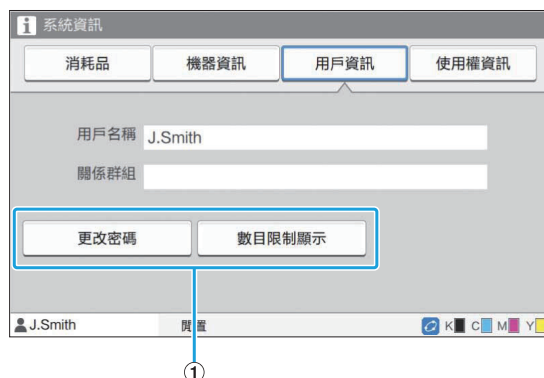 i 系統資訊
消耗品 機器資訊 用戶資訊 使用權資訊
用戶名稱 J.Smith
關係群組
更改密碼 數目限制顯示
J.Smith 閒置 K C M Y
①